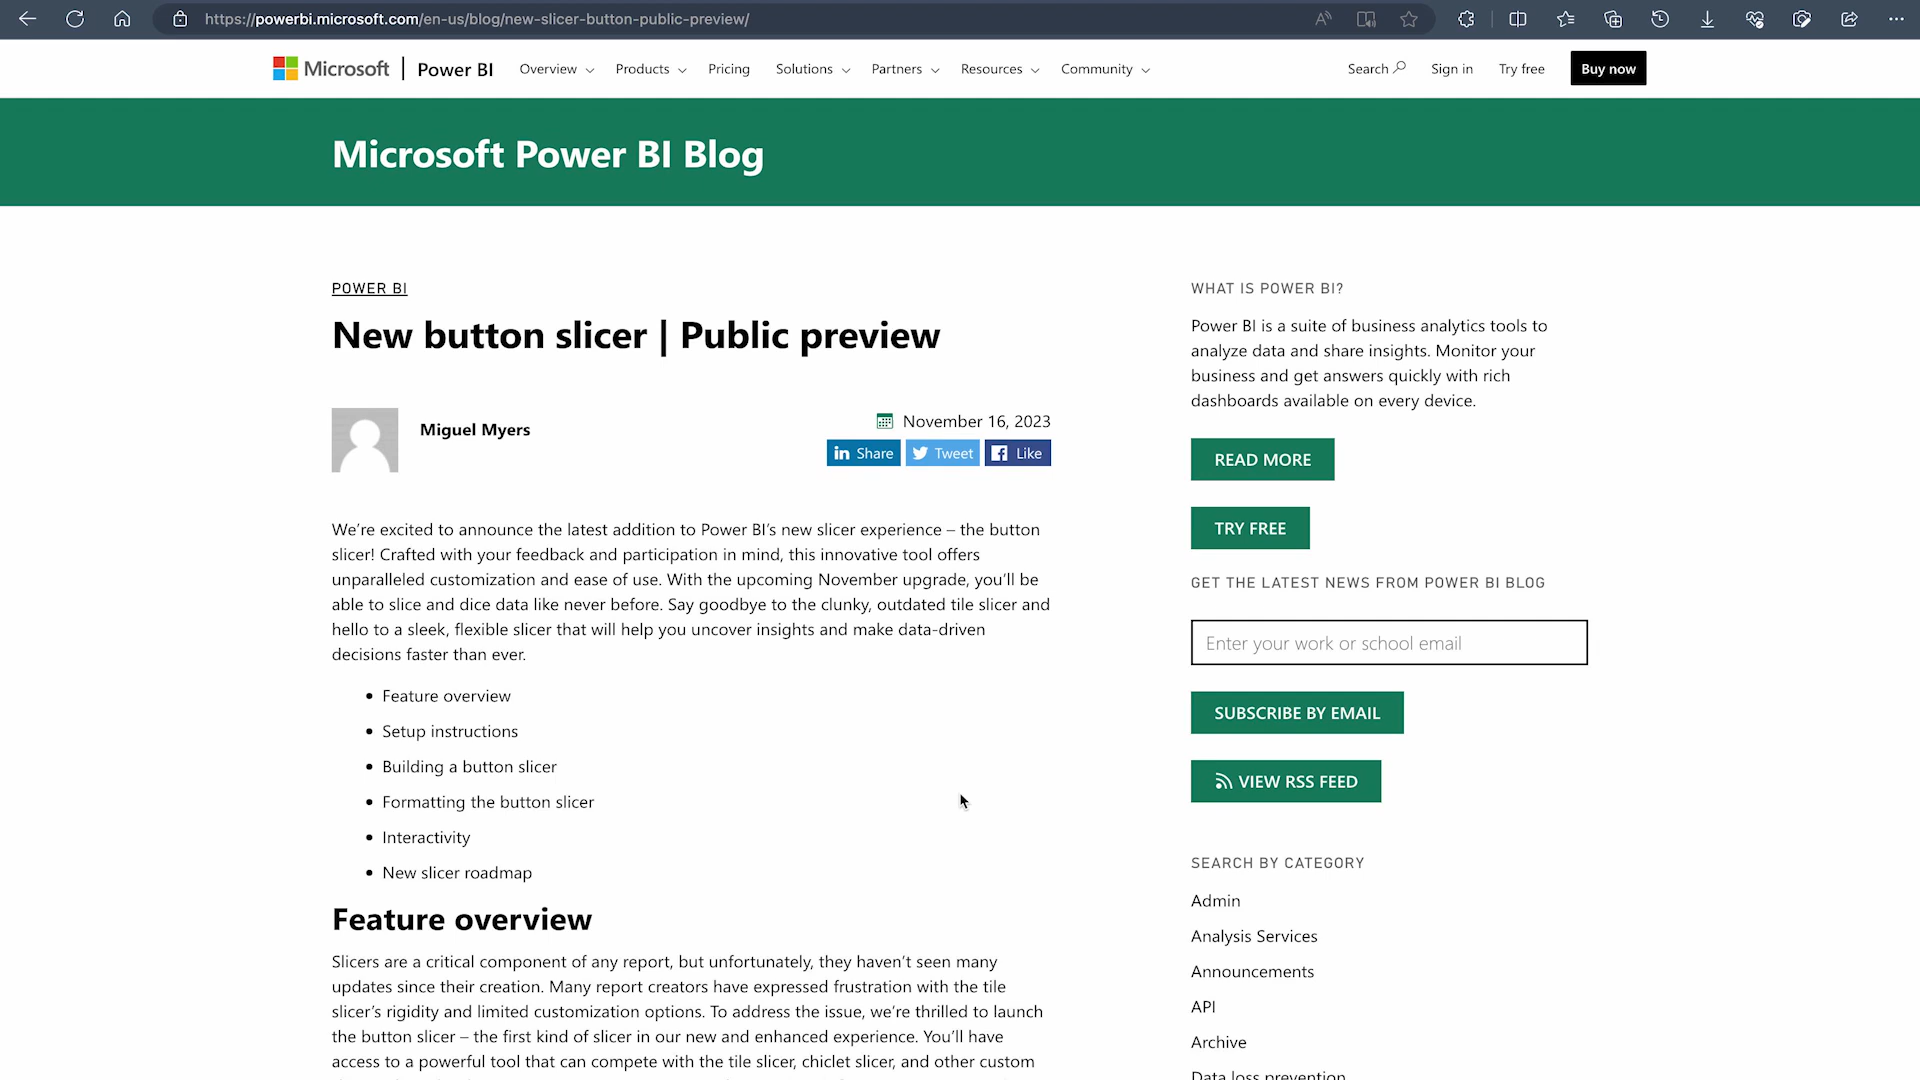 https://powerbi.microsoft.com/en-us/blog/new-slicer-button-public-preview/
Microsoft | Power BI Overview Products Pricing Solutions Partners Resources Community Search Sign in Try free Buy now
Microsoft Power BI Blog
POWER BI
New button slicer | Public preview
Miguel Myers
November 16, 2023
in Share Tweet Like
We're excited to announce the latest addition to Power BI's new slicer experience – the button
slicer! Crafted with your feedback and participation in mind, this innovative tool offers
unparalleled customization and ease of use. With the upcoming November upgrade, you'll be
able to slice and dice data like never before. Say goodbye to the clunky, outdated tile slicer and
hello to a sleek, flexible slicer that will help you uncover insights and make data-driven
decisions faster than ever.
• Feature overview
• Setup instructions
• Building a button slicer
• Formatting the button slicer
• Interactivity
• New slicer roadmap
Feature overview
Slicers are a critical component of any report, but unfortunately, they haven't seen many
updates since their creation. Many report creators have expressed frustration with the tile
slicer's rigidity and limited customization options. To address the issue, we're thrilled to launch
the button slicer – the first kind of slicer in our new and enhanced experience. You'll have
access to a powerful tool that can compete with the tile slicer, chiclet slicer, and other custom
WHAT IS POWER BI?
Power BI is a suite of business analytics tools to
analyze data and share insights. Monitor your
business and get answers quickly with rich
dashboards available on every device.
READ MORE
TRY FREE
GET THE LATEST NEWS FROM POWER BI BLOG
Enter your work or school email
SUBSCRIBE BY EMAIL
VIEW RSS FEED
SEARCH BY CATEGORY
Admin
Analysis Services
Announcements
API
Archive
Data loss prevention